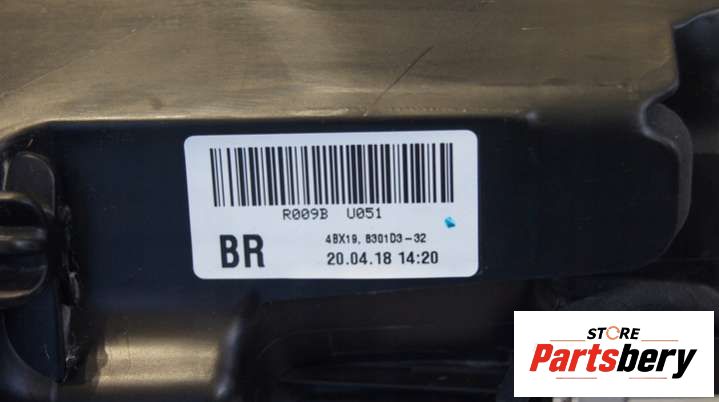 R009B U051
BR
4BX19, 8301D3-32
20.04.18 14:20
STORE
Partsbery